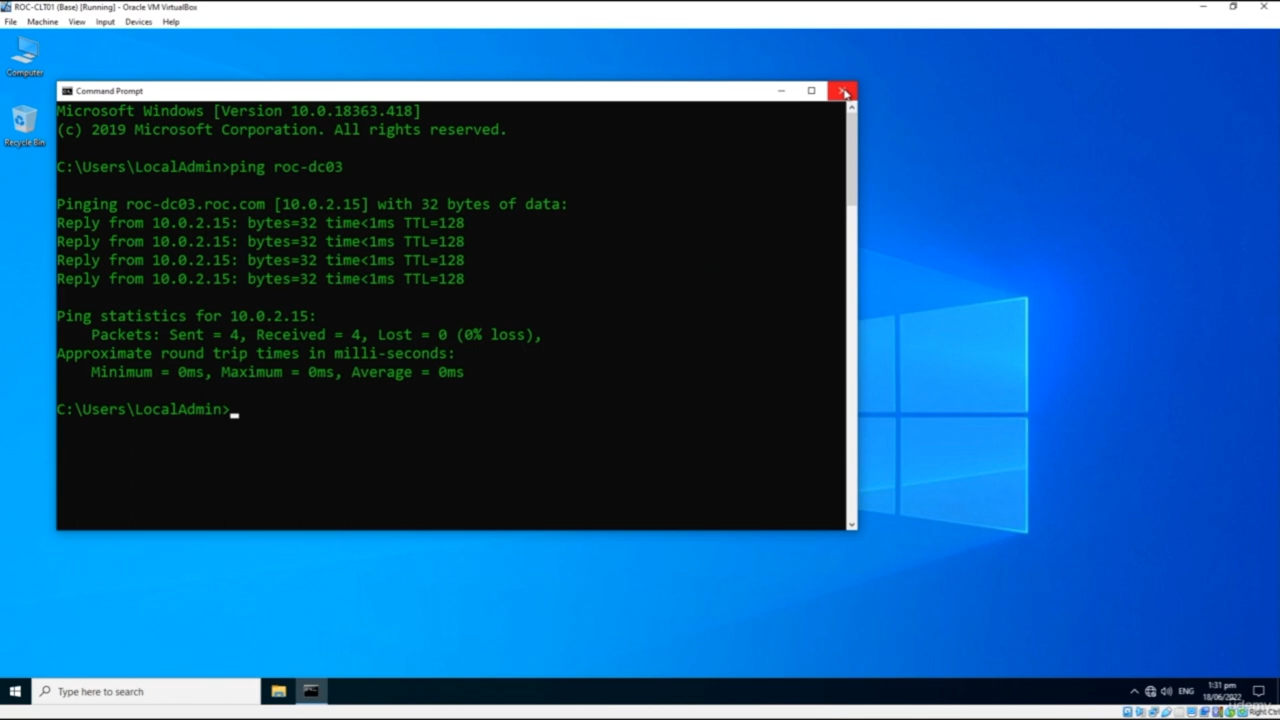 ROC-CLT01 (Base) [Running] - Oracle VM VirtualBox
File Machine View Input Devices Help
Computer
Recycle Bin
Command Prompt
Microsoft Windows [Version 10.0.18363.418]
(c) 2019 Microsoft Corporation. All rights reserved.
C:\Users\LocalAdmin>ping roc-dc03
Pinging roc-dc03.roc.com [10.0.2.15] with 32 bytes of data:
Reply from 10.0.2.15: bytes=32 time<1ms TTL=128
Reply from 10.0.2.15: bytes=32 time<1ms TTL=128
Reply from 10.0.2.15: bytes=32 time<1ms TTL=128
Reply from 10.0.2.15: bytes=32 time<1ms TTL=128
Ping statistics for 10.0.2.15:
Packets: Sent = 4, Received = 4, Lost = 0 (0% loss),
Approximate round trip times in milli-seconds:
Minimum = 0ms, Maximum = 0ms, Average = 0ms
C:\Users\LocalAdmin>
Type here to search
ENG
1:31 pm
18/06/2022
udemy
Right Ctrl